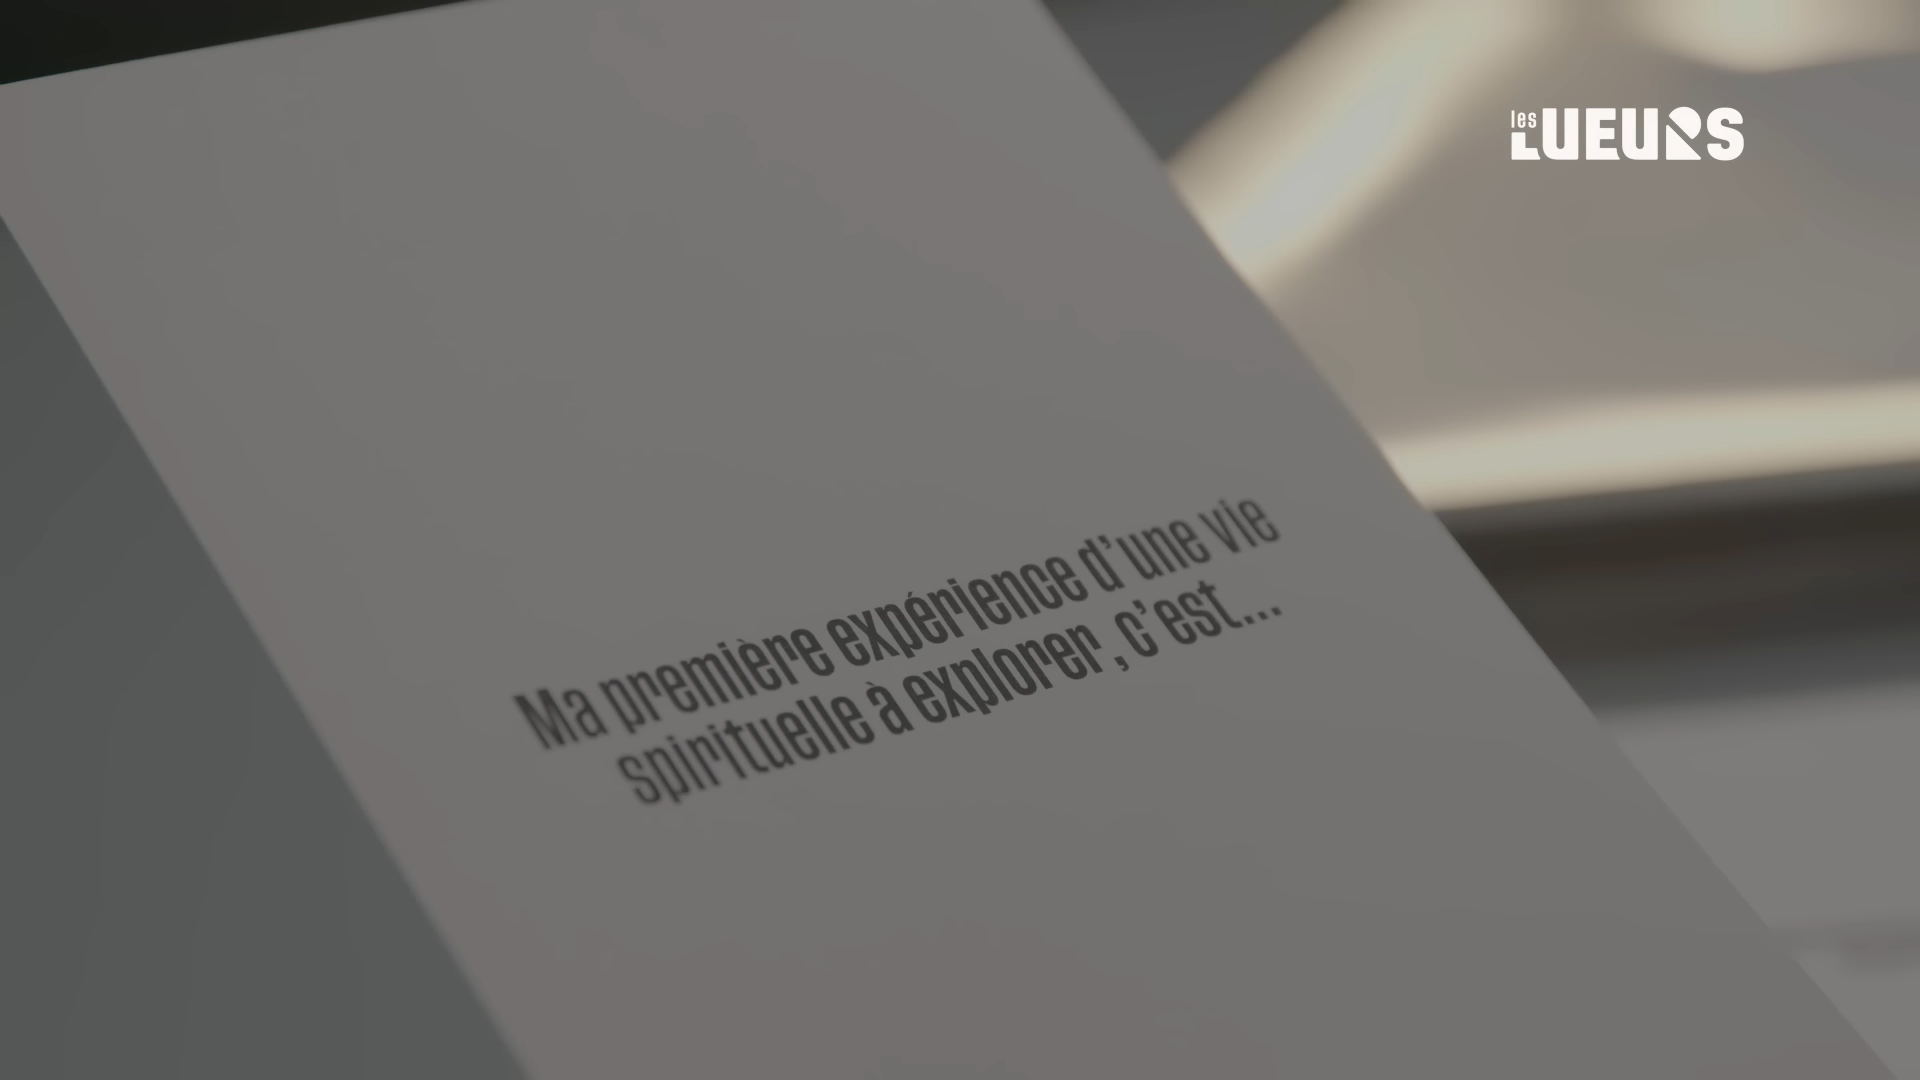 les
LUEURS
Ma première expérience d'une vie
spirituelle à explorer, c'est...